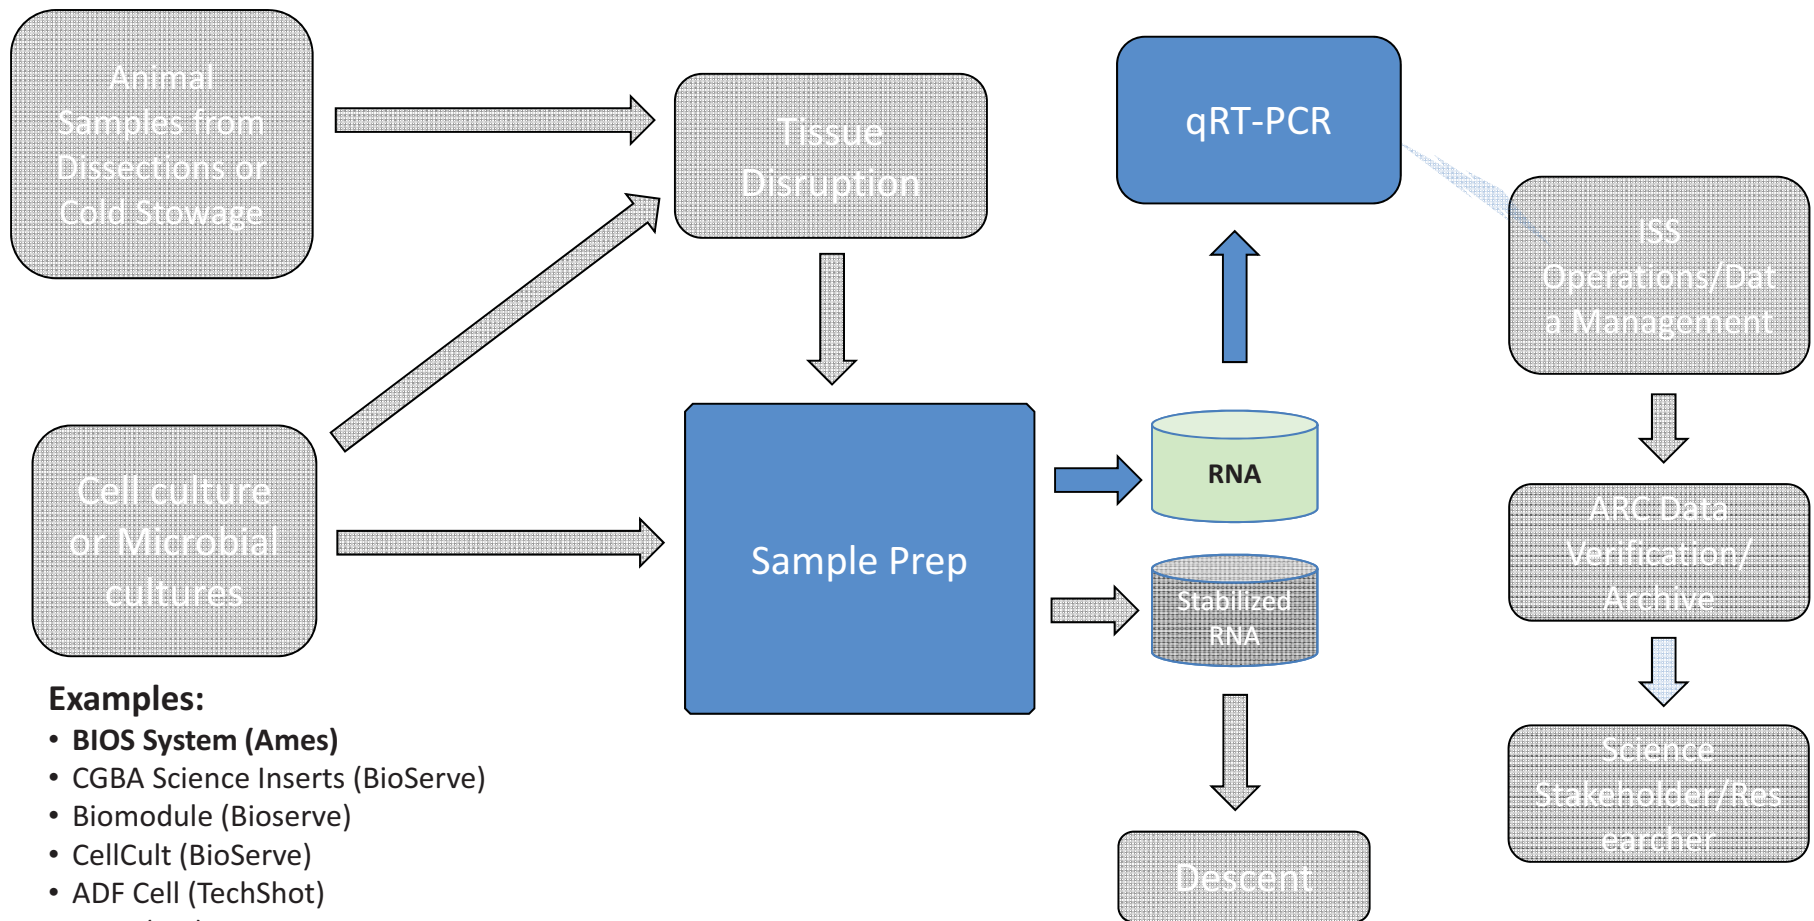 Animal
Samples from
Dissections or
Cold Stowage
Tissue
Disruption
qRT-PCR
ISS
Operations/Dat
a Management
Cell culture
or Microbial
cultures
Sample Prep
RNA
Stabilized
RNA
ARC Data
Verification/
Archive
Science
Stakeholder/Res
earcher
Descent
Examples:
• BIOS System (Ames)
• CGBA Science Inserts (BioServe)
• Biomodule (Bioserve)
• CellCult (BioServe)
• ADF Cell (TechShot)